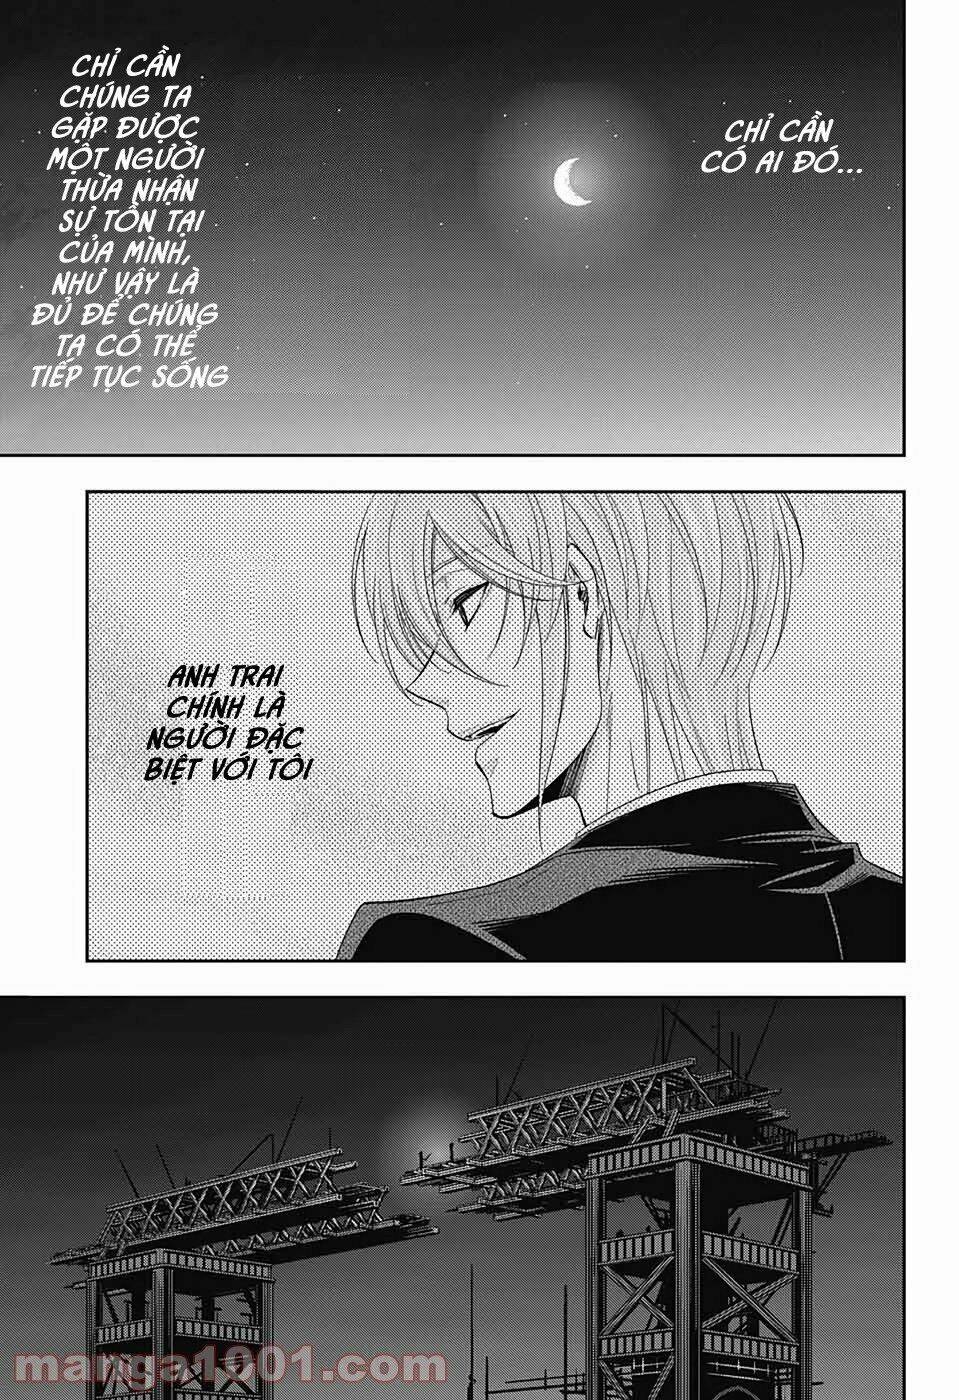 CHỈ CẦN
CÓ AI ĐÓ...
CHỈ CẦN
CHÚNG TA
GẶP ĐƯỢC
MỘT NGƯỜI
THỪA NHẬN
SỰ TỒN TẠI
CỦA MÌNH,
NHƯ VẬY LÀ
ĐỦ ĐỂ CHÚNG
TA CÓ THỂ
TIẾP TỤC SỐNG
ANH TRAI
CHÍNH LÀ
NGƯỜI ĐẶC
BIỆT VỚI TÔI
manga1001.com